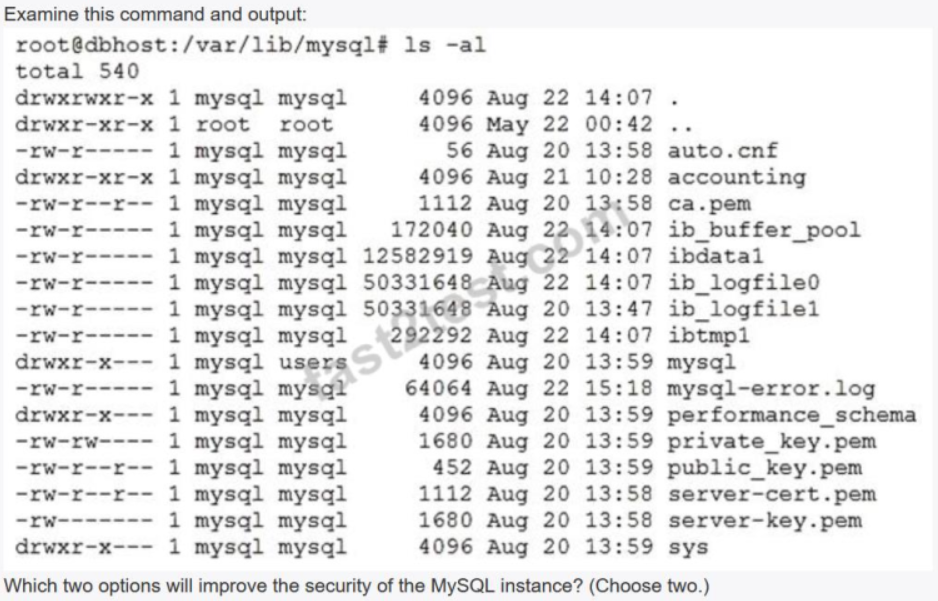 Examine this command and output:
root@dbhost:/var/lib/mysql# ls -al
total 540
drwxrwxr-x 1 mysql mysql 4096 Aug 22 14:07 .
drwxr-xr-x 1 root root 4096 May 22 00:42 ..
-rw-r----- 1 mysql mysql 56 Aug 20 13:58 auto.cnf
drwxr-xr-x 1 mysql mysql 4096 Aug 21 10:28 accounting
-rw-r--r-- 1 mysql mysql 1112 Aug 20 13:58 ca.pem
-rw-r----- 1 mysql mysql 172040 Aug 22 14:07 ib_buffer_pool
-rw-r----- 1 mysql mysql 12582919 Aug 22 14:07 ibdata1
-rw-r----- 1 mysql mysql 50331648 Aug 22 14:07 ib_logfile0
-rw-r----- 1 mysql mysql 50331648 Aug 20 13:47 ib_logfile1
-rw-r----- 1 mysql mysql 292292 Aug 22 14:07 ibtmp1
drwxr-x--- 1 mysql users 4096 Aug 20 13:59 mysql
-rw-r----- 1 mysql mysql 64064 Aug 22 15:18 mysql-error.log
drwxr-x--- 1 mysql mysql 4096 Aug 20 13:59 performance_schema
-rw-rw---- 1 mysql mysql 1680 Aug 20 13:59 private_key.pem
-rw-r--r-- 1 mysql mysql 452 Aug 20 13:59 public_key.pem
-rw-r--r-- 1 mysql mysql 1112 Aug 20 13:58 server-cert.pem
-rw------- 1 mysql mysql 1680 Aug 20 13:58 server-key.pem
drwxr-x--- 1 mysql mysql 4096 Aug 20 13:59 sys
fast2test.com
Which two options will improve the security of the MySQL instance? (Choose two.)